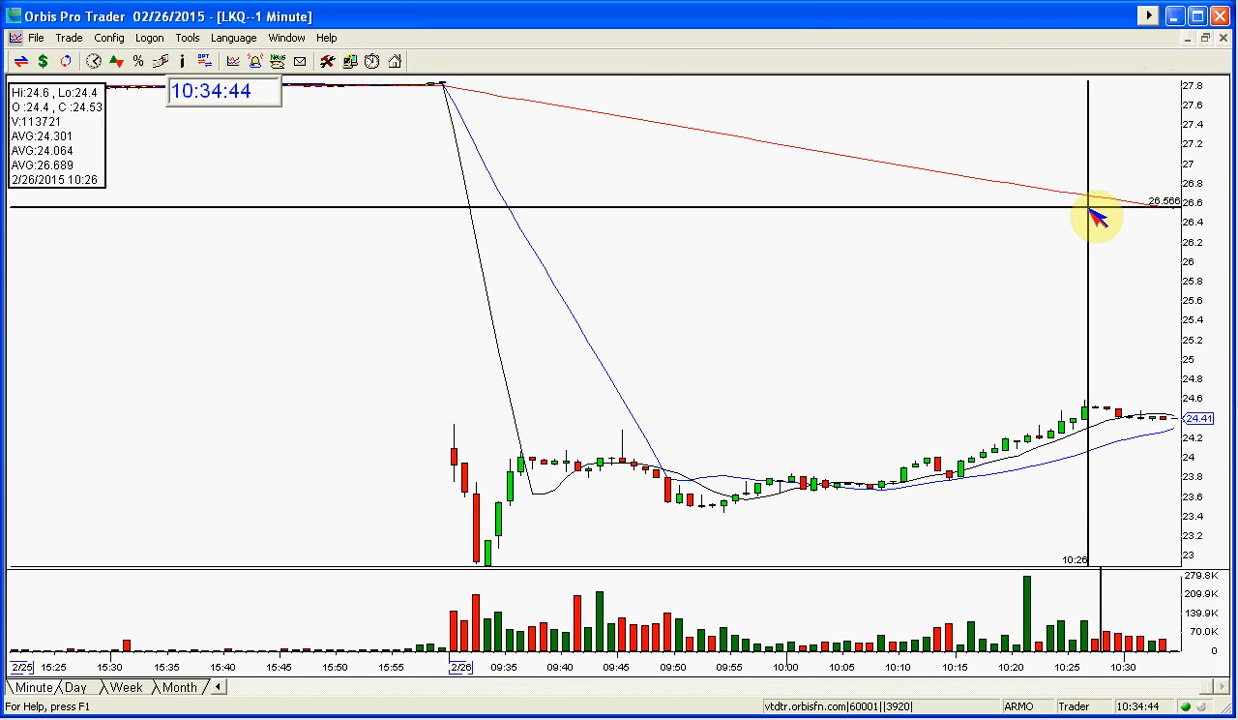 Orbis Pro Trader 02/26/2015 - [LKQ--1 Minute]
File Trade Config Logon Tools Language Window Help
10:34:44
Hi:24.6 , Lo:24.4
O :24.4 , C :24.53
V:113721
AVG:24.301
AVG:24.064
AVG:26.689
2/26/2015 10:26
27.8
27.6
27.4
27.2
27
26.8
26.566
26.6
26.4
26.2
26
25.8
25.6
25.4
25.2
25
24.8
24.6
24.41
24.2
24
23.8
23.6
23.4
23.2
23
10:26
279.8K
209.9K
139.9K
70.0K
0
2/25 15:25 15:30 15:35 15:40 15:45 15:50 15:55 2/26 09:35 09:40 09:45 09:50 09:55 10:00 10:05 10:10 10:15 10:20 10:25 10:30
Minute Day Week Month
For Help, press F1
vtdtr.orbisfn.com|60001||3920| ARMO Trader 10:34:44